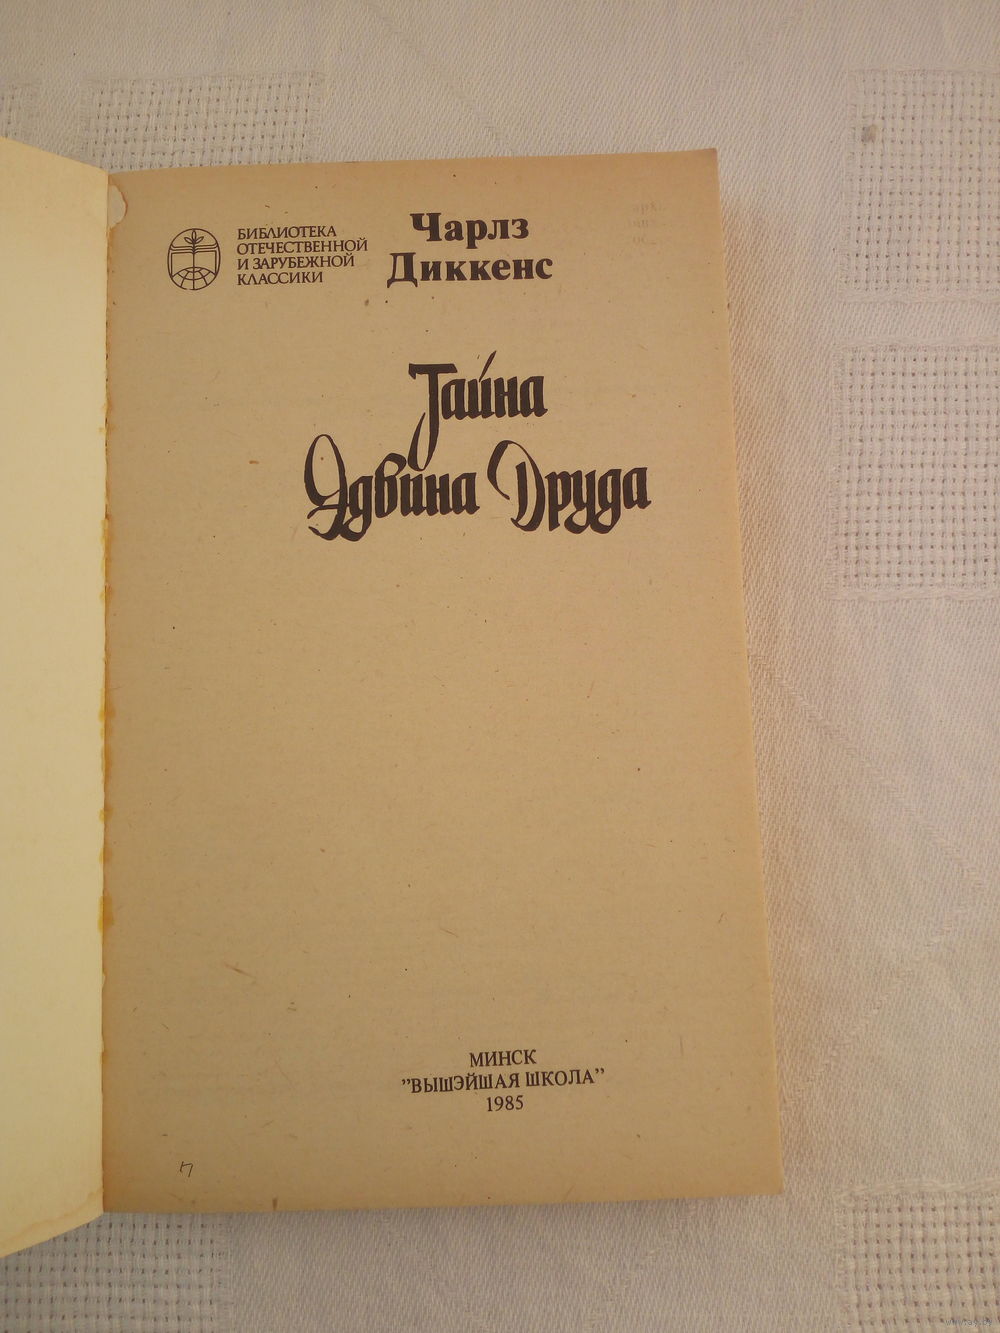 БИБЛИОТЕКА
ОТЕЧЕСТВЕННОЙ
И ЗАРУБЕЖНОЙ
КЛАССИКИ
Чарлз
Диккенс
Тайна
Эдвина Друда
МИНСК
"ВЫШЭЙШАЯ ШКОЛА"
1985